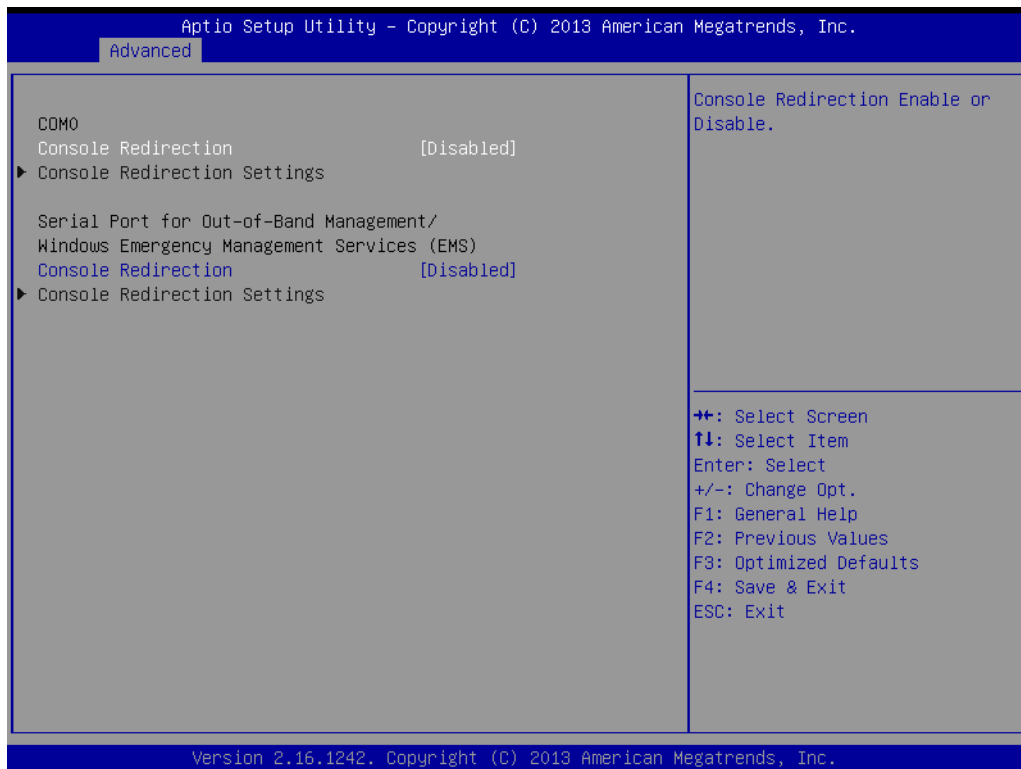 Aptio Setup Utility – Copyright (C) 2013 American Megatrends, Inc.
Advanced
COM0
Console Redirection [Disabled]
▶ Console Redirection Settings
Serial Port for Out-of-Band Management/
Windows Emergency Management Services (EMS)
Console Redirection [Disabled]
▶ Console Redirection Settings
Console Redirection Enable or
Disable.
→←: Select Screen
↑↓: Select Item
Enter: Select
+/-: Change Opt.
F1: General Help
F2: Previous Values
F3: Optimized Defaults
F4: Save & Exit
ESC: Exit
Version 2.16.1242. Copyright (C) 2013 American Megatrends, Inc.